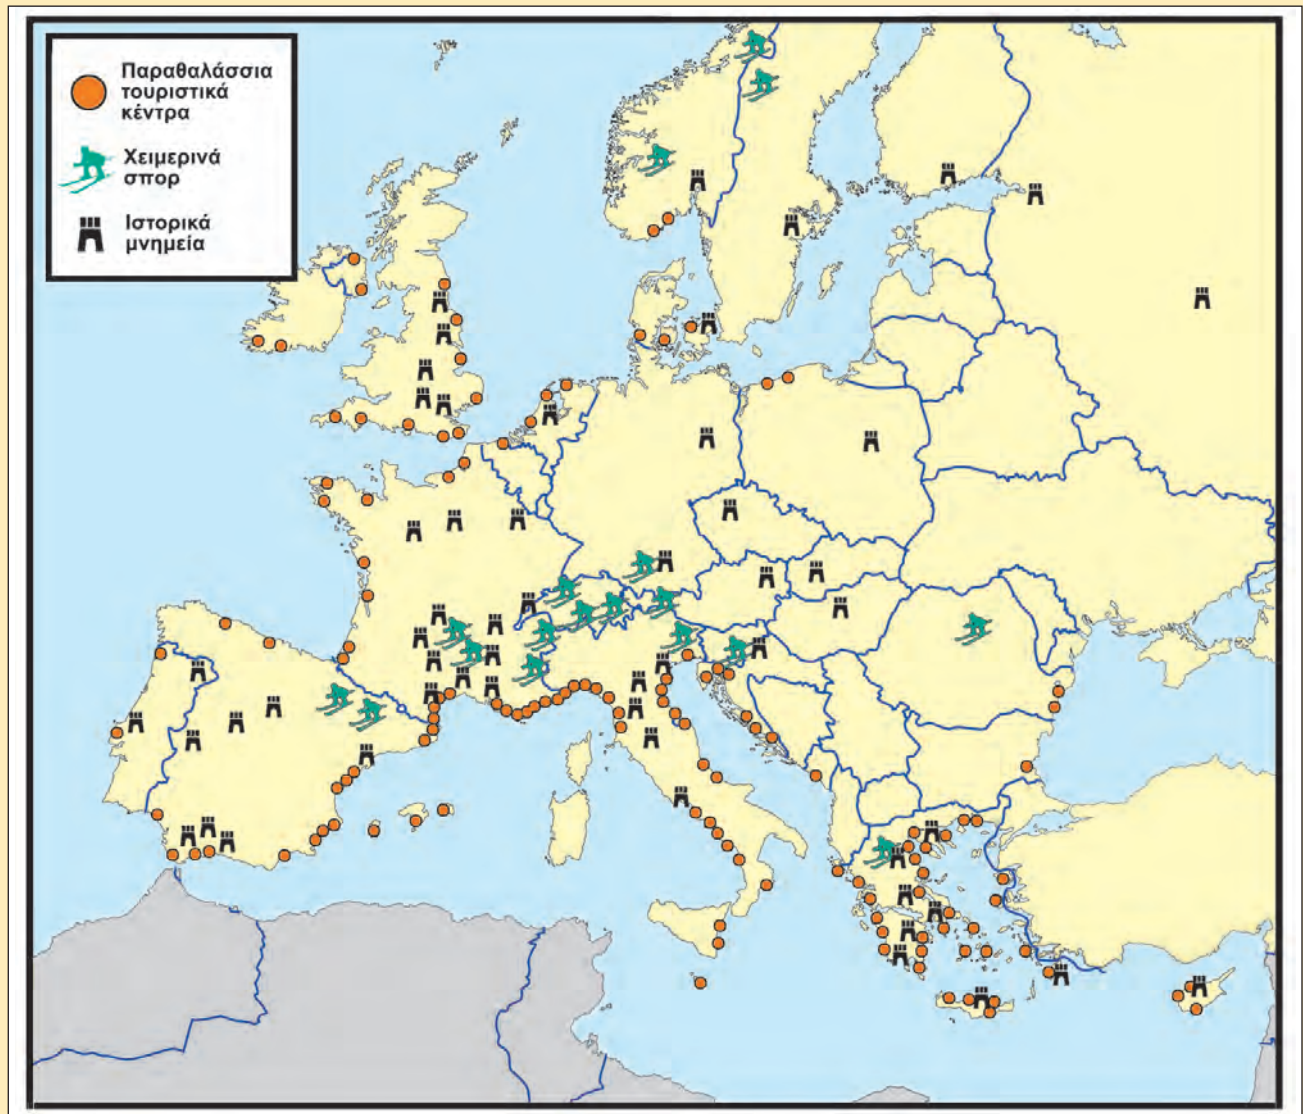 Παραθαλάσσια
τουριστικά
κέντρα
Χειμερινά
σπορ
Ιστορικά
μνημεία